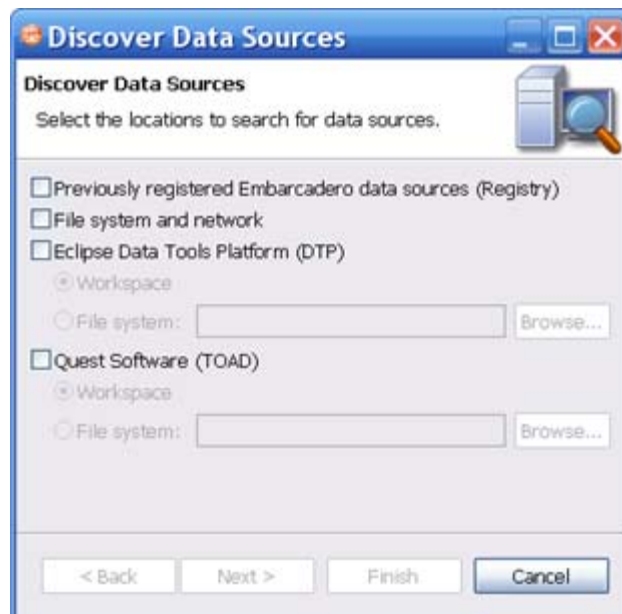 Discover Data Sources
Discover Data Sources
Select the locations to search for data sources.
Previously registered Embarcadero data sources (Registry)
File system and network
Eclipse Data Tools Platform (DTP)
Workspace
File system: Browse...
Quest Software (TOAD)
Workspace
File system: Browse...
< Back Next > Finish Cancel